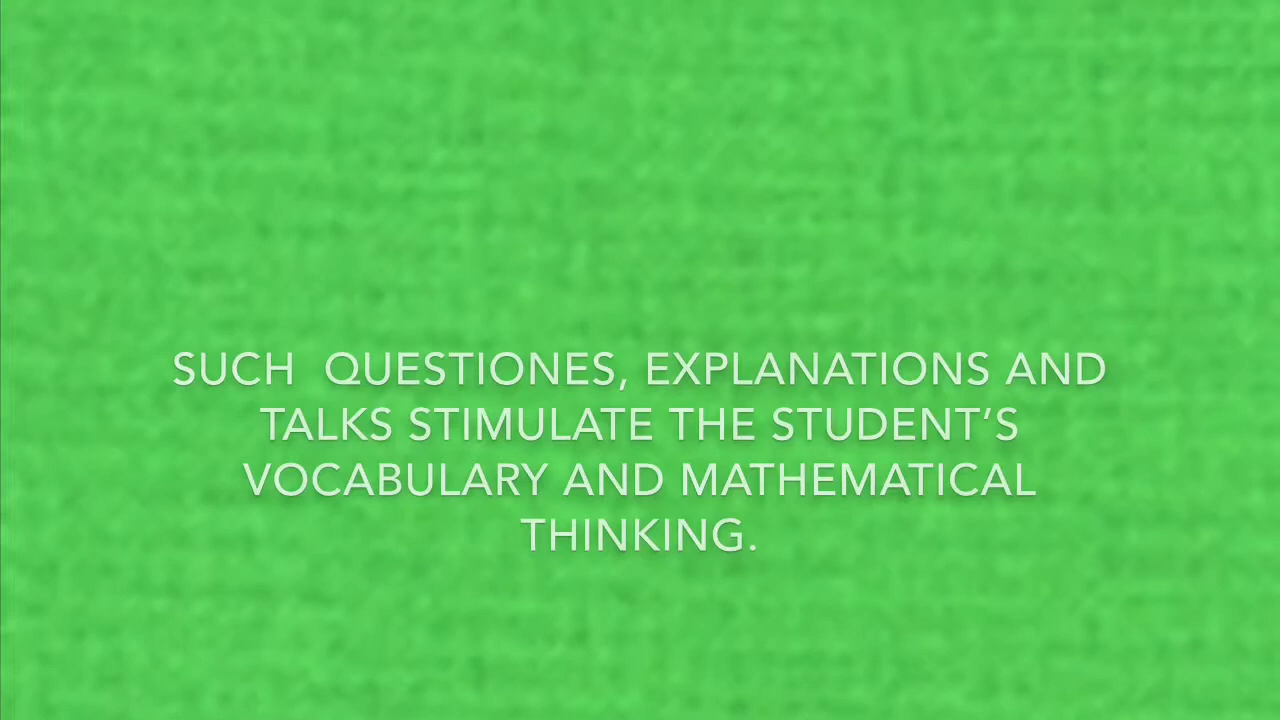 SUCH  QUESTIONES, EXPLANATIONS AND
TALKS STIMULATE THE STUDENT’S
VOCABULARY AND MATHEMATICAL
THINKING.